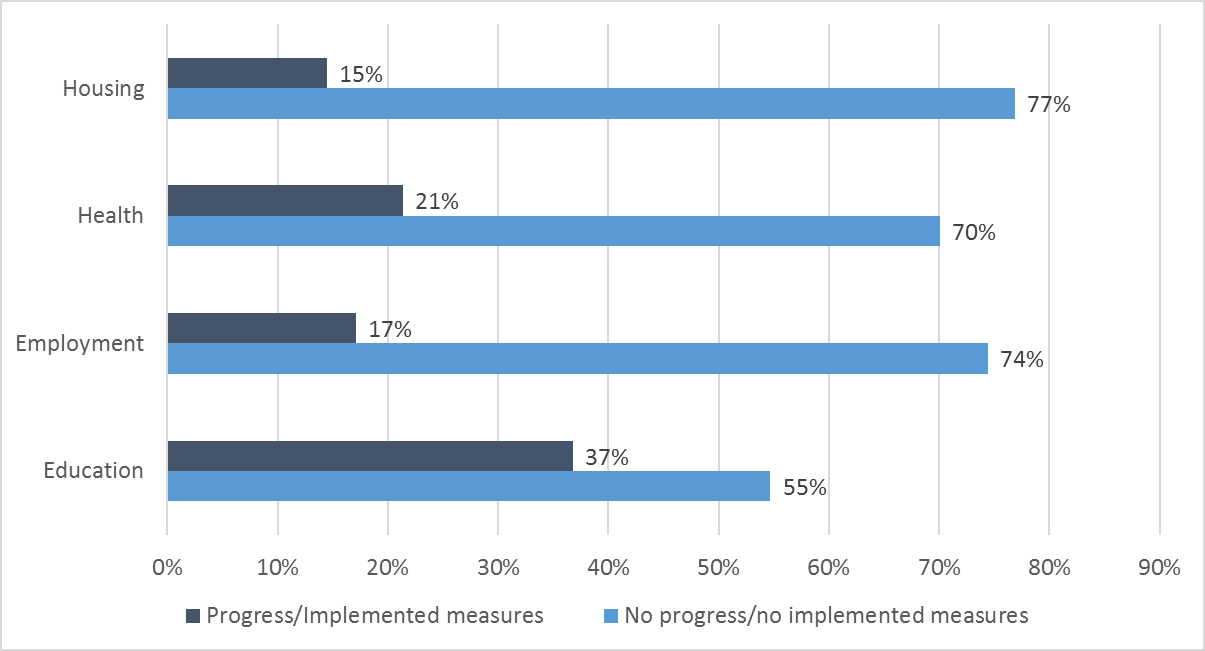 Housing
15%
77%
Health
21%
70%
Employment
17%
74%
Education
37%
55%
0% 10% 20% 30% 40% 50% 60% 70% 80% 90%
Progress/Implemented measures No progress/no implemented measures